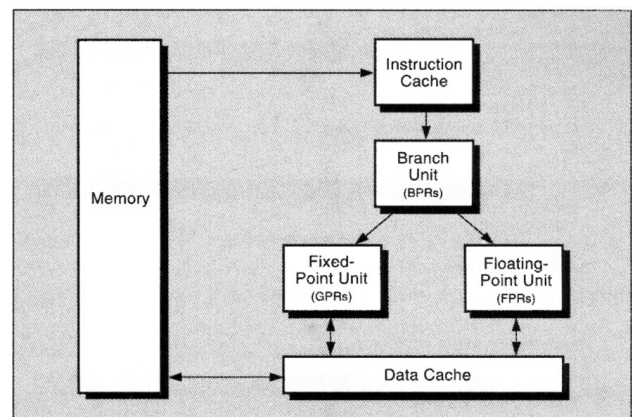 Instruction
Cache
Branch
Unit
(BPRs)
Memory
Fixed-
Point Unit
(GPRs)
Floating-
Point Unit
(FPRs)
Data Cache